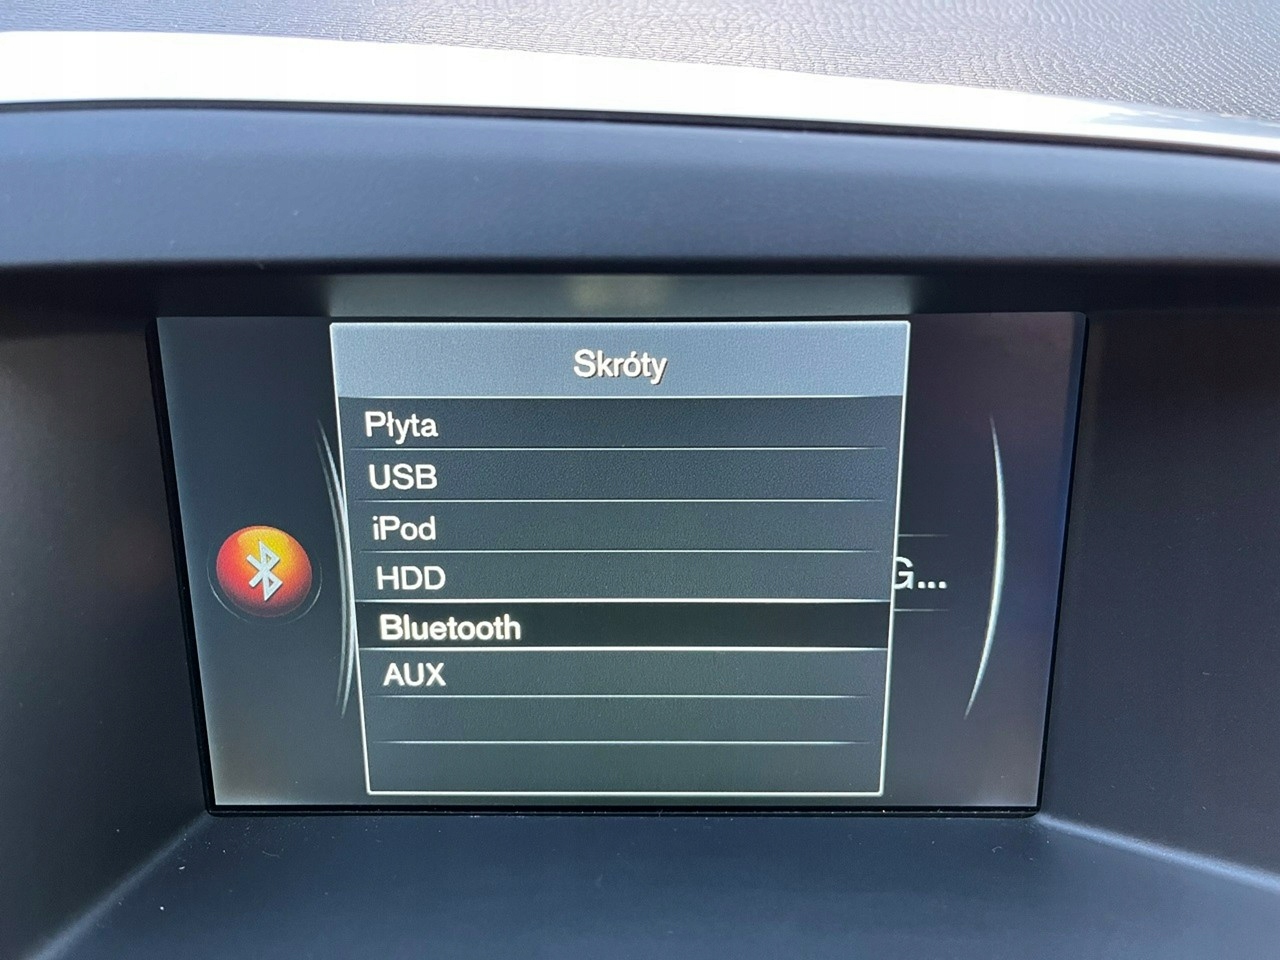 Skróty
Płyta
USB
iPod
HDD
G...
Bluetooth
AUX